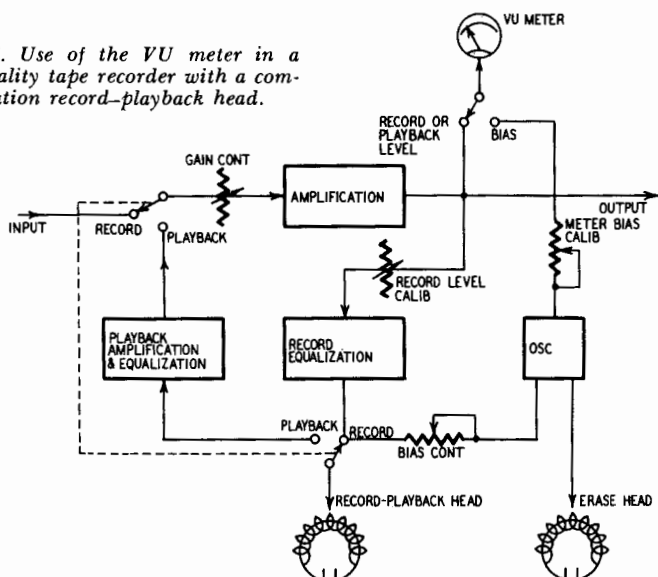 . Use of the VU meter in a
ality tape recorder with a com-
ation record–playback head.
VU METER
RECORD OR
PLAYBACK
LEVEL
BIAS
GAIN CONT
AMPLIFICATION
INPUT
RECORD
PLAYBACK
OUTPUT
METER BIAS
CALIB
RECORD LEVEL
CALIB
PLAYBACK
AMPLIFICATION
& EQUALIZATION
RECORD
EQUALIZATION
OSC
PLAYBACK
RECORD
BIAS CONT
RECORD-PLAYBACK HEAD
ERASE HEAD